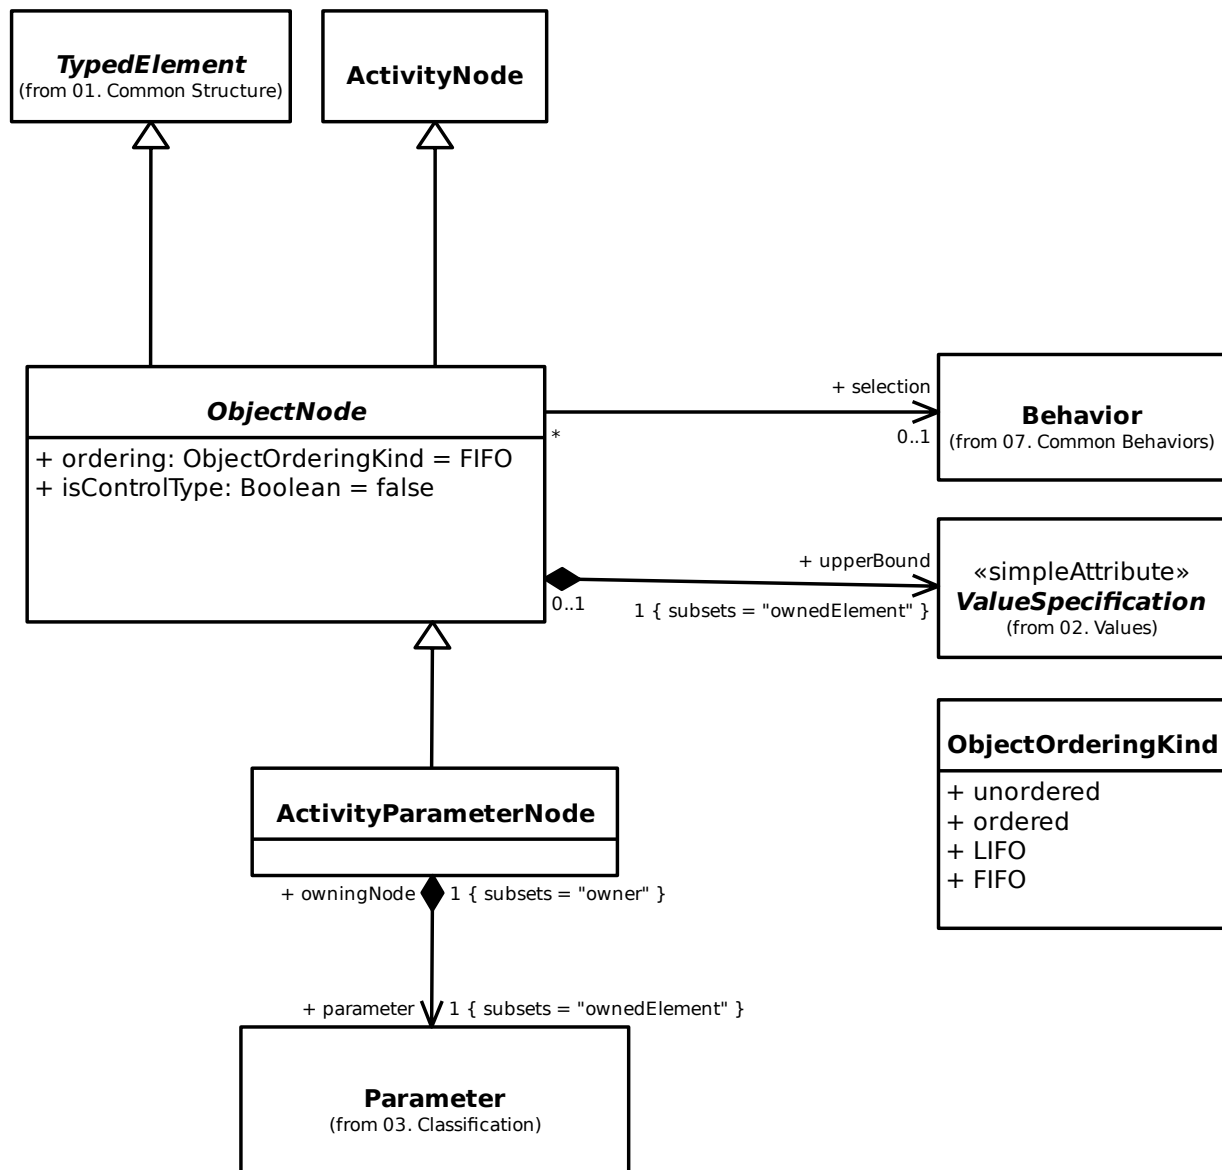 TypedElement
(from 01. Common Structure)
ActivityNode
ObjectNode
+ ordering: ObjectOrderingKind = FIFO
+ isControlType: Boolean = false
+ selection
*
0..1
Behavior
(from 07. Common Behaviors)
+ upperBound
0..1
1 { subsets = "ownedElement" }
«simpleAttribute»
ValueSpecification
(from 02. Values)
ObjectOrderingKind
+ unordered
+ ordered
+ LIFO
+ FIFO
ActivityParameterNode
+ owningNode
1 { subsets = "owner" }
+ parameter
1 { subsets = "ownedElement" }
Parameter
(from 03. Classification)